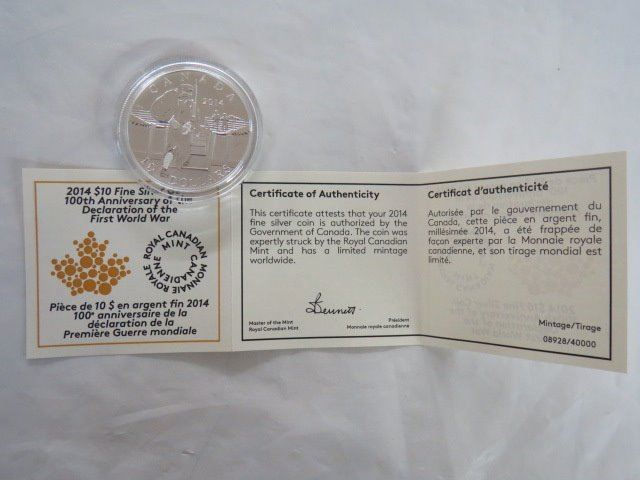 CANADA
2014
10 DOLLARS
2014 $10 Fine Sil
100th Anniversary of the
Declaration of the
First World War
ROYAL CANADIAN MINT
MONNAIE ROYALE CANADIENNE
Pièce de 10 $ en argent fin 2014
100e anniversaire de la
déclaration de la
Première Guerre mondiale
Certificate of Authenticity
This certificate attests that your 2014
fine silver coin is authorized by the
Government of Canada. The coin was
expertly struck by the Royal Canadian
Mint and has a limited mintage
worldwide.
Master of the Mint
Royal Canadian Mint
Président
Monnaie royale canadienne
Certificat d'authenticité
Autorisée par le gouvernement du
Canada, cette pièce en argent fin,
millésimée 2014, a été frappée de
façon experte par la Monnaie royale
canadienne, et son tirage mondial est
limité.
Mintage/Tirage
08928/40000